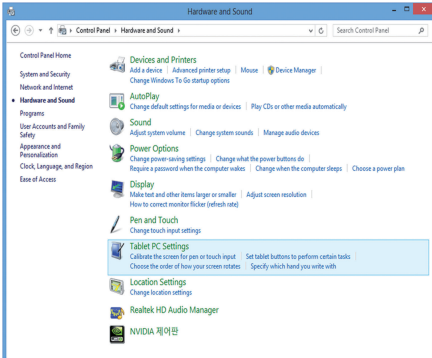 Hardware and Sound
Control Panel ▸ Hardware and Sound ▸
Search Control Panel
Control Panel Home
System and Security
Network and Internet
Hardware and Sound
Programs
User Accounts and Family
Safety
Appearance and
Personalization
Clock, Language, and Region
Ease of Access
Devices and Printers
Add a device | Advanced printer setup | Mouse | Device Manager |
Change Windows To Go startup options
AutoPlay
Change default settings for media or devices | Play CDs or other media automatically
Sound
Adjust system volume | Change system sounds | Manage audio devices
Power Options
Change power-saving settings | Change what the power buttons do |
Require a password when the computer wakes | Change when the computer sleeps | Choose a power plan
Display
Make text and other items larger or smaller | Adjust screen resolution |
How to correct monitor flicker (refresh rate)
Pen and Touch
Change touch input settings
Tablet PC Settings
Calibrate the screen for pen or touch input | Set tablet buttons to perform certain tasks |
Choose the order of how your screen rotates | Specify which hand you write with
Location Settings
Change location settings
Realtek HD Audio Manager
NVIDIA 제어판